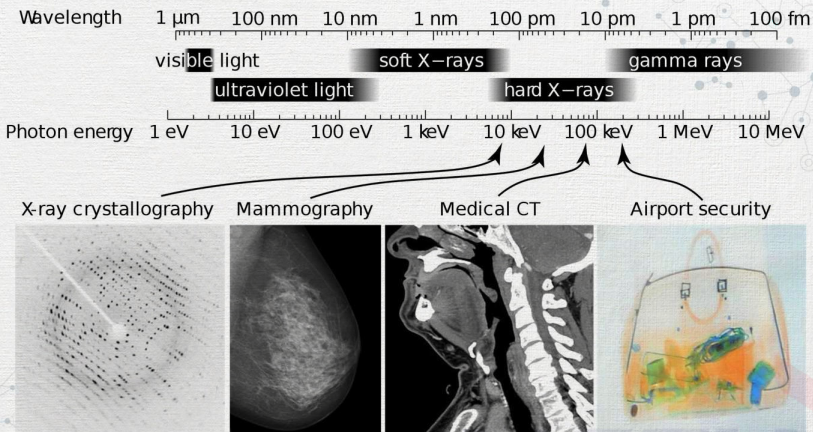 Wavelength 1 μm 100 nm 10 nm 1 nm 100 pm 10 pm 1 pm 100 fm
visible light soft X−rays gamma rays
ultraviolet light hard X−rays
Photon energy 1 eV 10 eV 100 eV 1 keV 10 keV 100 keV 1 MeV 10 MeV
X-ray crystallography Mammography Medical CT Airport security